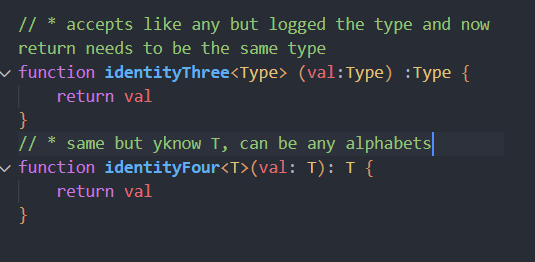 // * accepts like any but logged the type and now
return needs to be the same type
function identityThree<Type> (val:Type) :Type {
    return val
}
// * same but yknow T, can be any alphabets
function identityFour<T>(val: T): T {
    return val
}